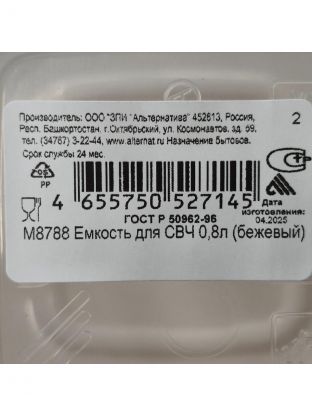 Производитель: ООО "ЗПИ "Альтернатива" 452613, Россия,
Респ. Башкортостан, г.Октябрьский, ул. Космонавтов, зд. 59,
тел. (34767) 3-22-44, www.alternat.ru Назначение бытовое.
Срок службы 24 мес.
2
05
PP
4 655750 527145
ГОСТ Р 50962-96
Дата
изготовления:
04.2025
М8788 Емкость для СВЧ 0,8л (бежевый)